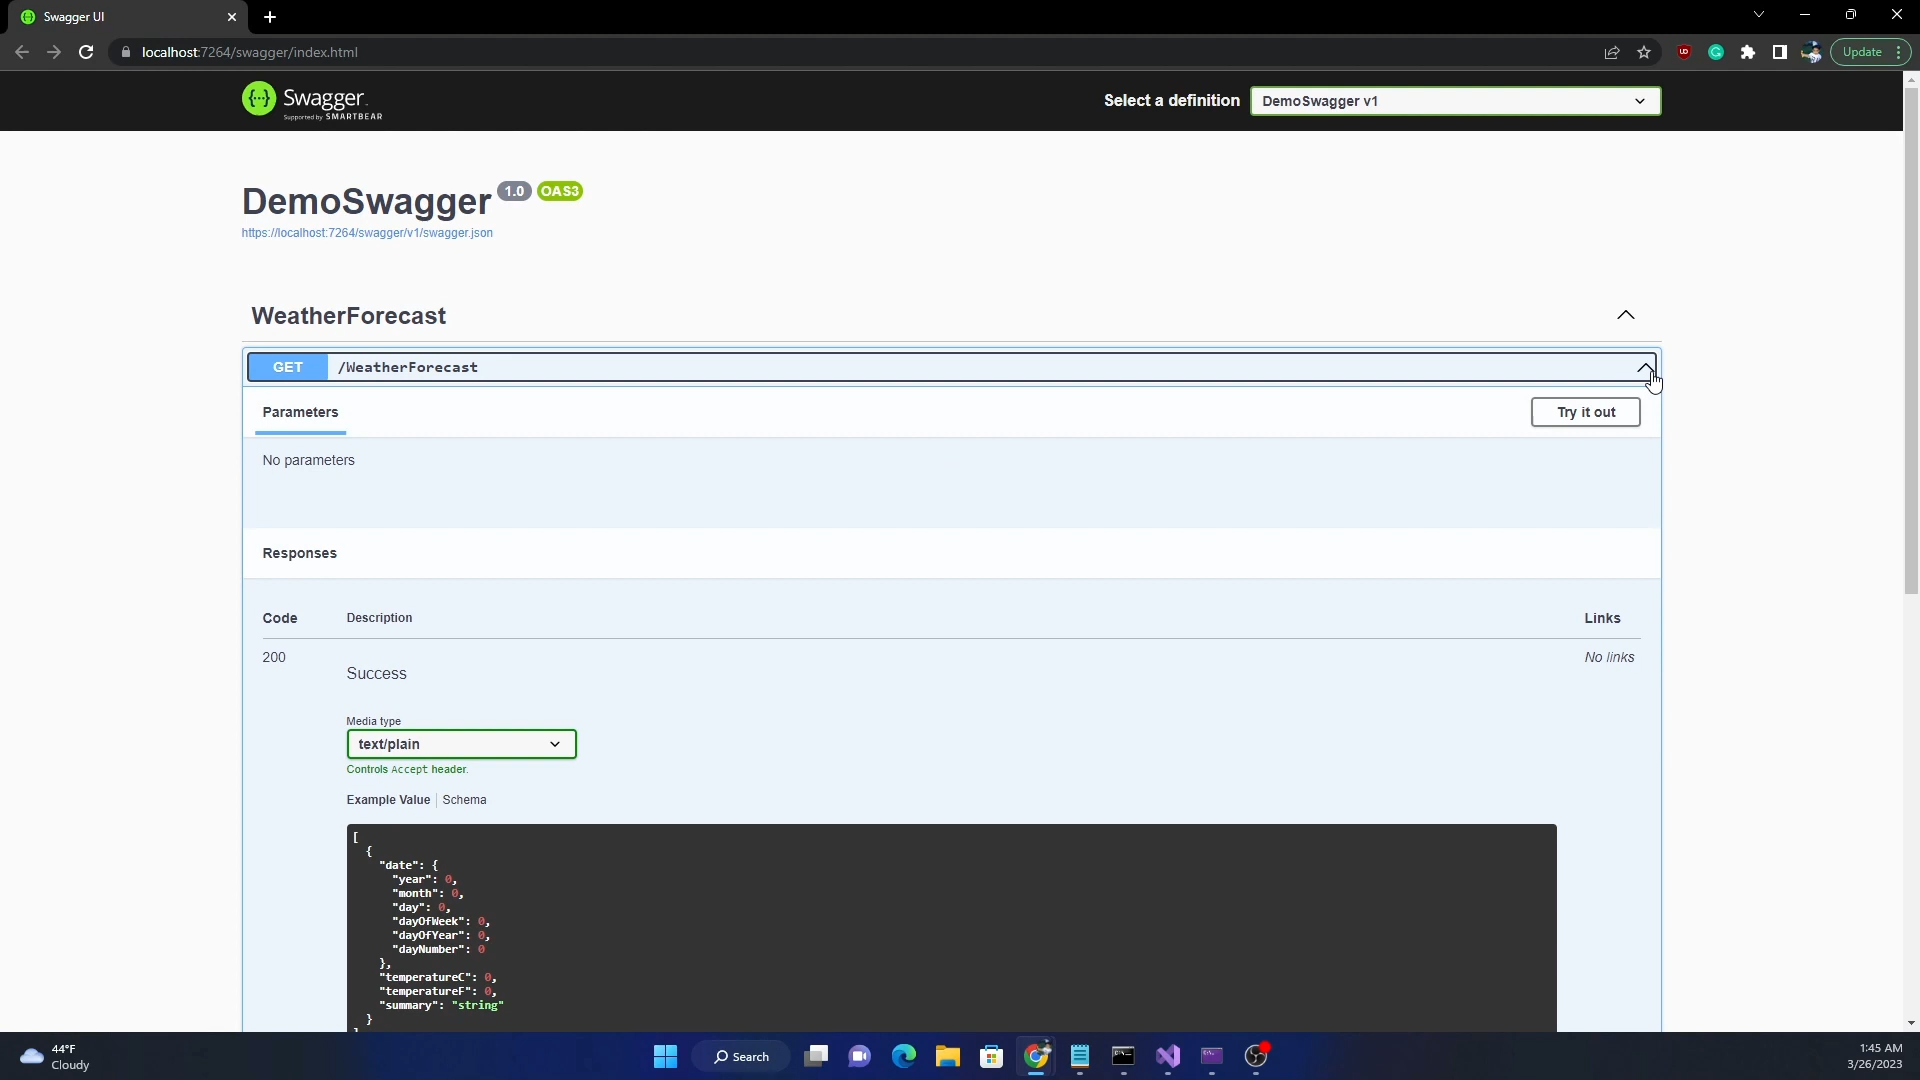 Swagger UI
localhost:7264/swagger/index.html
Update
Swagger.
Supported by SMARTBEAR
Select a definition
DemoSwagger v1
DemoSwagger 1.0 OAS3
https://localhost:7264/swagger/v1/swagger.json
WeatherForecast
GET /WeatherForecast
Parameters
Try it out
No parameters
Responses
Code Description Links
200 No links
Success
Media type
text/plain
Controls Accept header.
Example Value Schema
[
{
"date": {
"year": 0,
"month": 0,
"day": 0,
"dayOfWeek": 0,
"dayOfYear": 0,
"dayNumber": 0
},
"temperatureC": 0,
"temperatureF": 0,
"summary": "string"
}
44°F
Cloudy
Search
1:45 AM
3/26/2023